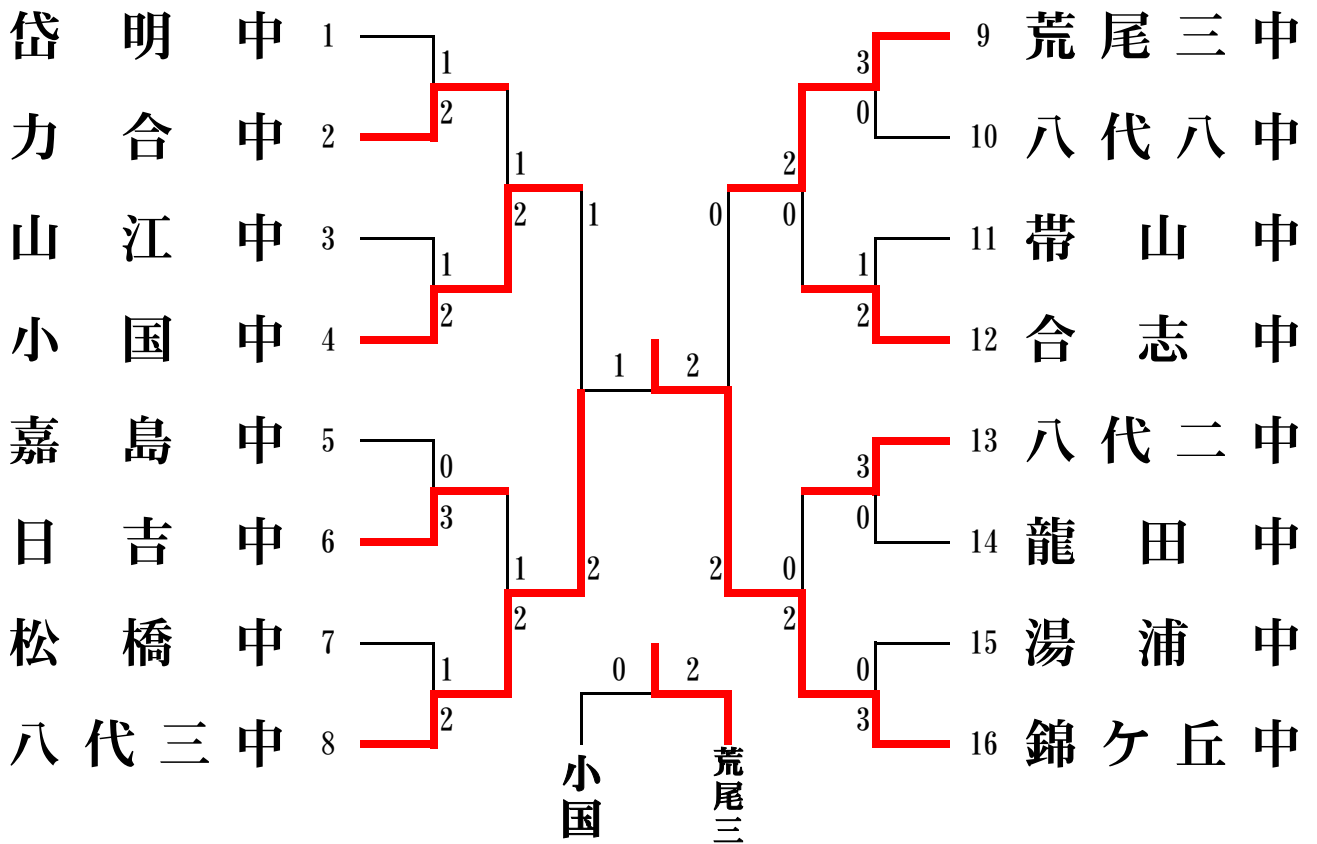 岱明中 1
力合中 2
山江中 3
小国中 4
嘉島中 5
日吉中 6
松橋中 7
八代三中 8
1
2
1
2
0
3
1
2
1
2
1
2
1
2
1 2
0 2
小国
荒尾三
0
2
2
0
0
2
3
0
1
2
3
0
0
3
9 荒尾三中
10 八代八中
11 帯山中
12 合志中
13 八代二中
14 龍田中
15 湯浦中
16 錦ケ丘中